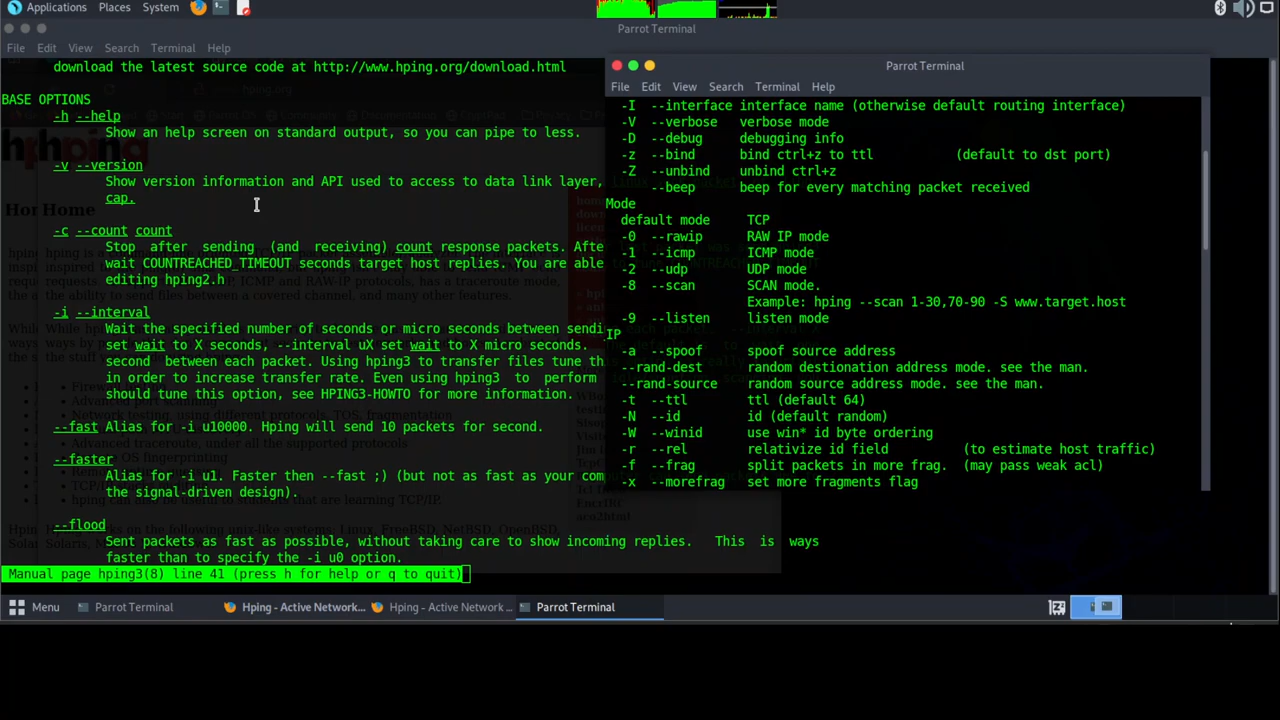 Applications Places System
Parrot Terminal
File Edit View Search Terminal Help
download the latest source code at http://www.hping.org/download.html
BASE OPTIONS
-h --help
Show an help screen on standard output, so you can pipe to less.
-v --version
Show version information and API used to access to data link layer,
cap.
-c --count count
Stop after sending (and receiving) count response packets. After
wait COUNTREACHED_TIMEOUT seconds target host replies. You are able
editing hping2.h
-i --interval
Wait the specified number of seconds or micro seconds between sendi
set wait to X seconds, --interval uX set wait to X micro seconds.
second between each packet. Using hping3 to transfer files tune th
in order to increase transfer rate. Even using hping3 to perform
should tune this option, see HPING3-HOWTO for more information.
--fast Alias for -i u10000. Hping will send 10 packets for second.
--faster
Alias for -i u1. Faster then --fast ;) (but not as fast as your com
the signal-driven design).
--flood
Sent packets as fast as possible, without taking care to show incoming replies. This is ways
faster than to specify the -i u0 option.
Manual page hping3(8) line 41 (press h for help or q to quit)
Parrot Terminal
File Edit View Search Terminal Help
-I --interface interface name (otherwise default routing interface)
-V --verbose verbose mode
-D --debug debugging info
-z --bind bind ctrl+z to ttl (default to dst port)
-Z --unbind unbind ctrl+z
--beep beep for every matching packet received
Mode
default mode TCP
-0 --rawip RAW IP mode
-1 --icmp ICMP mode
-2 --udp UDP mode
-8 --scan SCAN mode.
Example: hping --scan 1-30,70-90 -S www.target.host
-9 --listen listen mode
IP
-a --spoof spoof source address
--rand-dest random destionation address mode. see the man.
--rand-source random source address mode. see the man.
-t --ttl ttl (default 64)
-N --id id (default random)
-W --winid use win* id byte ordering
-r --rel relativize id field (to estimate host traffic)
-f --frag split packets in more frag. (may pass weak acl)
-x --morefrag set more fragments flag
Menu Parrot Terminal Hping - Active Network... Hping - Active Network ... Parrot Terminal